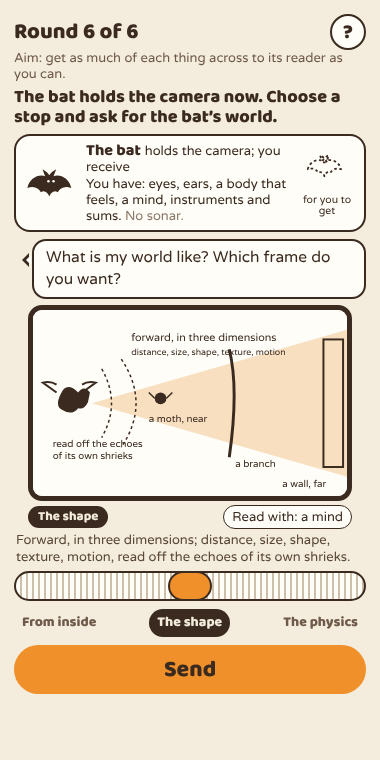 Round 6 of 6
?
Aim: get as much of each thing across to its reader as
you can.
The bat holds the camera now. Choose a
stop and ask for the bat's world.
The bat holds the camera; you
receive
You have: eyes, ears, a body that
feels, a mind, instruments and
sums. No sonar.
for you to
get
What is my world like? Which frame do
you want?
forward, in three dimensions
distance, size, shape, texture, motion
a moth, near
read off the echoes
of its own shrieks
a branch
a wall, far
The shape
Read with: a mind
Forward, in three dimensions; distance, size, shape,
texture, motion, read off the echoes of its own shrieks.
From inside
The shape
The physics
Send